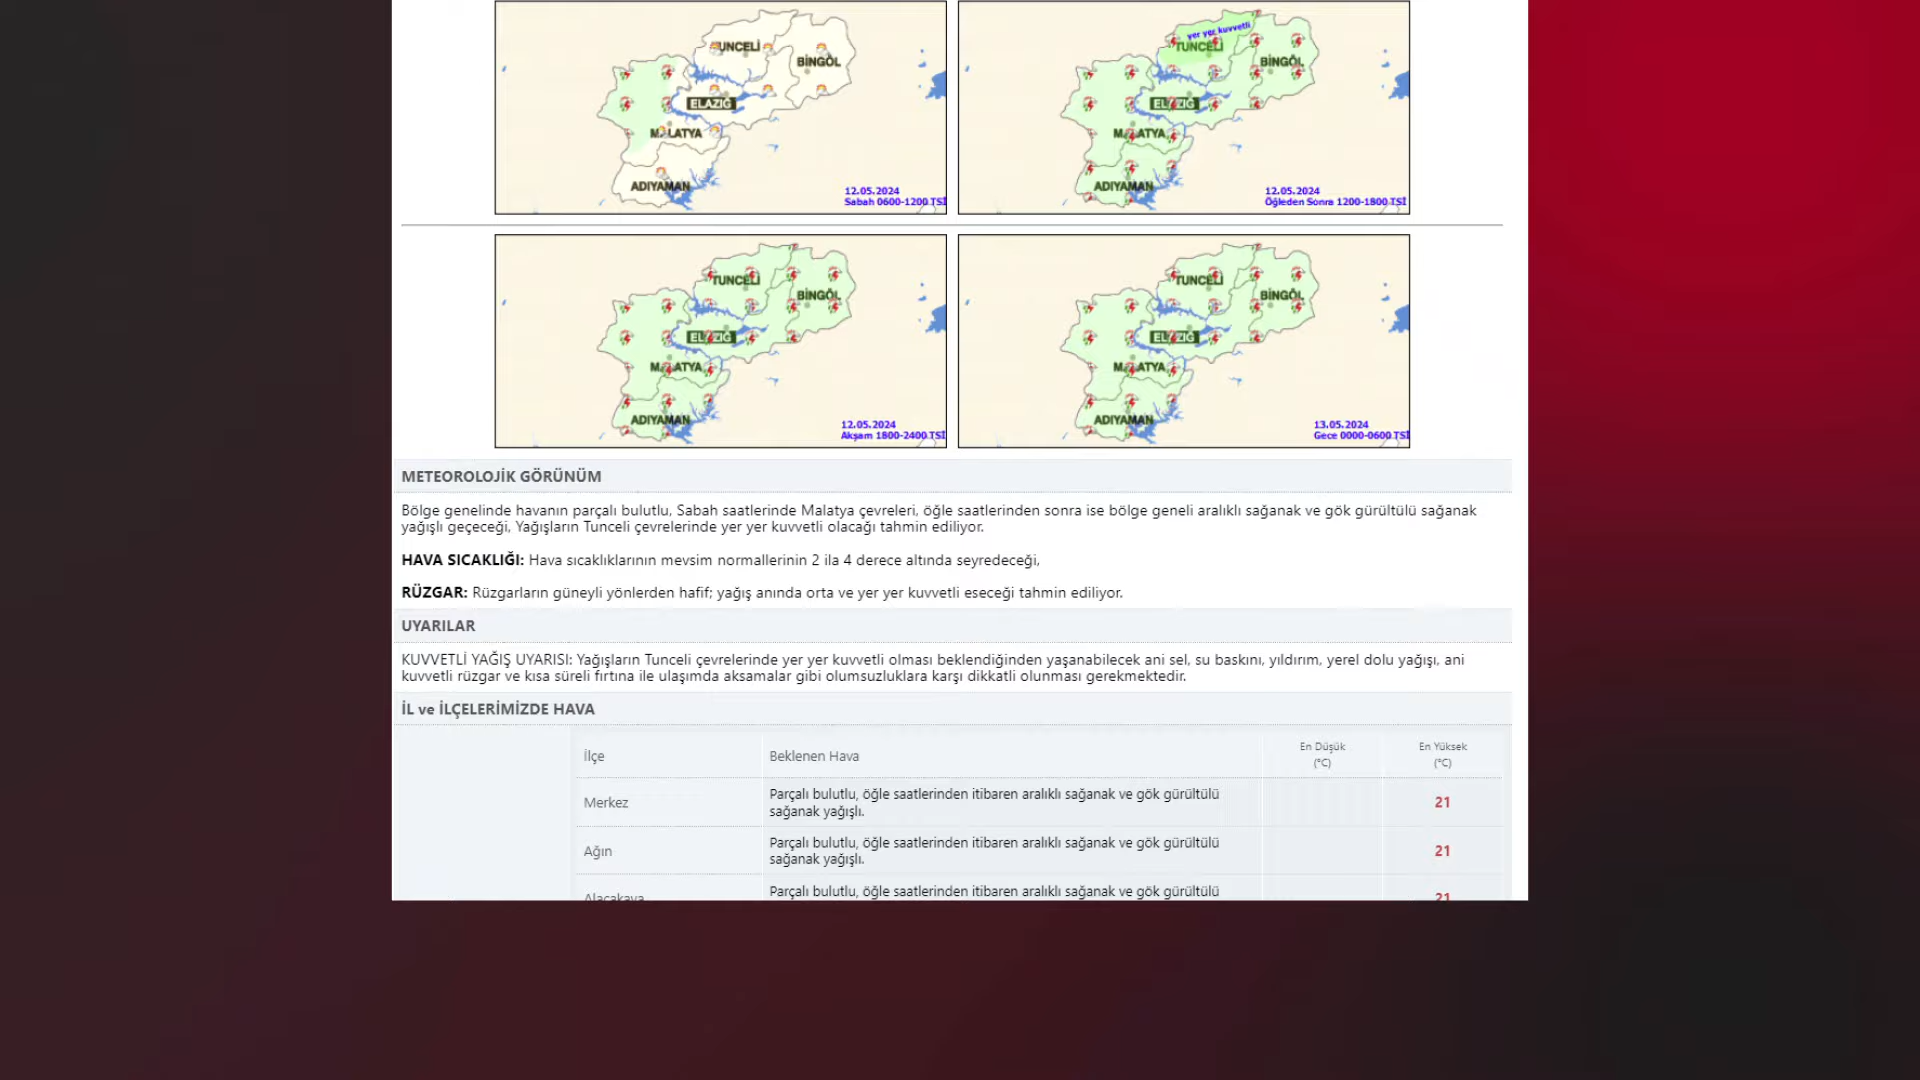 TUNCELİ
BİNGÖL
ELAZIĞ
MALATYA
ADIYAMAN
12.05.2024
Sabah 0600-1200 TSİ
yer yer kuvvetli
TUNCELİ
BİNGÖL
ELAZIĞ
MALATYA
ADIYAMAN
12.05.2024
Öğleden Sonra 1200-1800 TSİ
TUNCELİ
BİNGÖL
ELAZIĞ
MALATYA
ADIYAMAN
12.05.2024
Akşam 1800-2400 TSİ
TUNCELİ
BİNGÖL
ELAZIĞ
MALATYA
ADIYAMAN
13.05.2024
Gece 0000-0600 TSİ
METEOROLOJİK GÖRÜNÜM
Bölge genelinde havanın parçalı bulutlu, Sabah saatlerinde Malatya çevreleri, öğle saatlerinden sonra ise bölge geneli aralıklı sağanak ve gök gürültülü sağanak
yağışlı geçeceği, Yağışların Tunceli çevrelerinde yer yer kuvvetli olacağı tahmin ediliyor.
HAVA SICAKLIĞI: Hava sıcaklıklarının mevsim normallerinin 2 ila 4 derece altında seyredeceği,
RÜZGAR: Rüzgarların güneyli yönlerden hafif; yağış anında orta ve yer yer kuvvetli eseceği tahmin ediliyor.
UYARILAR
KUVVETLİ YAĞIŞ UYARISI: Yağışların Tunceli çevrelerinde yer yer kuvvetli olması beklendiğinden yaşanabilecek ani sel, su baskını, yıldırım, yerel dolu yağışı, ani
kuvvetli rüzgar ve kısa süreli fırtına ile ulaşımda aksamalar gibi olumsuzluklara karşı dikkatli olunması gerekmektedir.
İL ve İLÇELERİMİZDE HAVA
İlçe Beklenen Hava En Düşük (°C) En Yüksek (°C)
Merkez Parçalı bulutlu, öğle saatlerinden itibaren aralıklı sağanak ve gök gürültülü
sağanak yağışlı. 21
Ağın Parçalı bulutlu, öğle saatlerinden itibaren aralıklı sağanak ve gök gürültülü
sağanak yağışlı. 21
Alacakaya Parçalı bulutlu, öğle saatlerinden itibaren aralıklı sağanak ve gök gürültülü 21